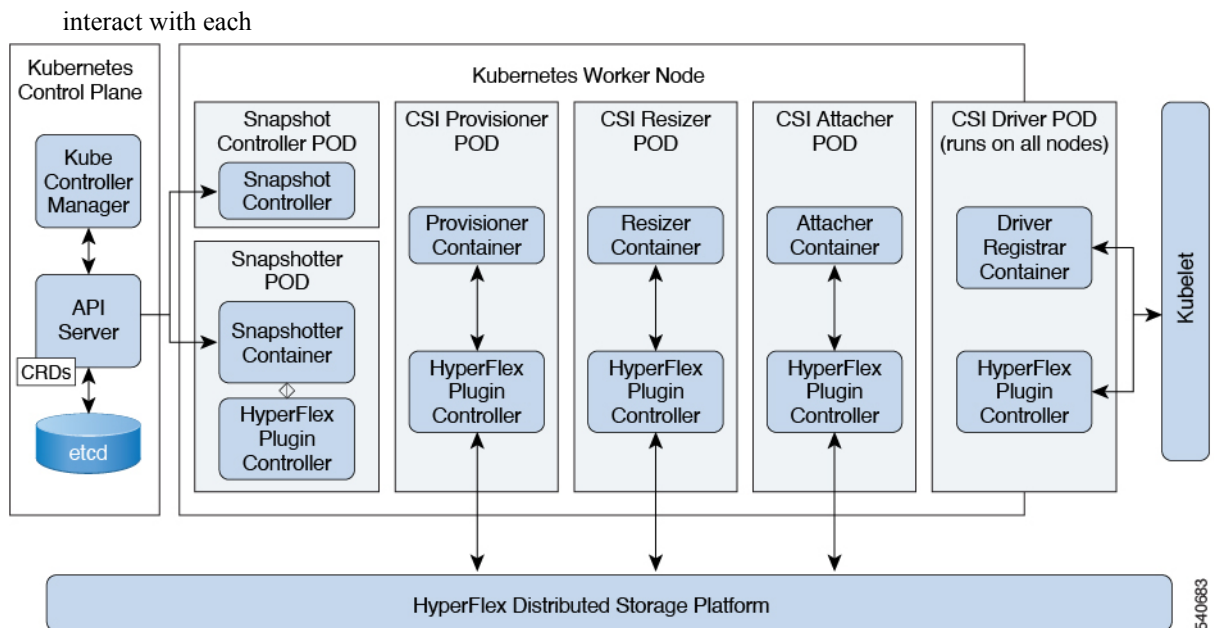 interact with each
Kubernetes
Control Plane
Kube
Controller
Manager
API
Server
CRDs
etcd
Kubernetes Worker Node
Snapshot
Controller POD
Snapshot
Controller
Snapshotter
POD
Snapshotter
Container
HyperFlex
Plugin
Controller
CSI Provisioner
POD
Provisioner
Container
HyperFlex
Plugin
Controller
CSI Resizer
POD
Resizer
Container
HyperFlex
Plugin
Controller
CSI Attacher
POD
Attacher
Container
HyperFlex
Plugin
Controller
CSI Driver POD
(runs on all nodes)
Driver
Registrar
Container
HyperFlex
Plugin
Controller
Kubelet
HyperFlex Distributed Storage Platform
540683